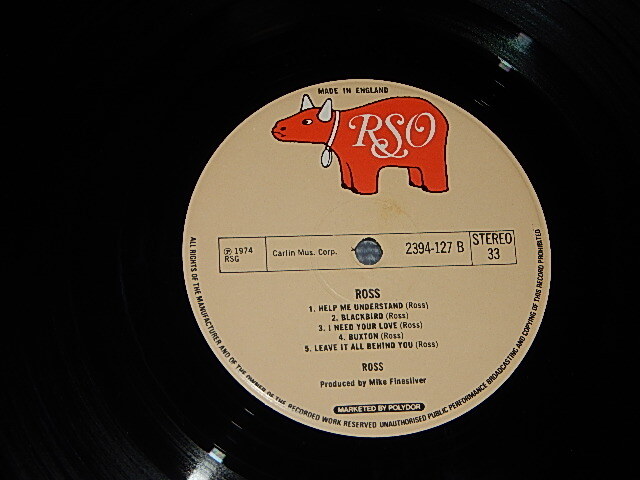 MADE IN ENGLAND
RSO
℗ 1974
RSG
Carlin Mus. Corp.
2394-127 B
STEREO
33
ROSS
1. HELP ME UNDERSTAND (Ross)
2. BLACKBIRD (Ross)
3. I NEED YOUR LOVE (Ross)
4. BUXTON (Ross)
5. LEAVE IT ALL BEHIND YOU (Ross)
ROSS
Produced by Mike Finesilver
MARKETED BY POLYDOR
ALL RIGHTS OF THE MANUFACTURER AND OF THE OWNER OF THE RECORDED WORK RESERVED UNAUTHORISED PUBLIC PERFORMANCE BROADCASTING AND COPYING OF THIS RECORD PROHIBITED